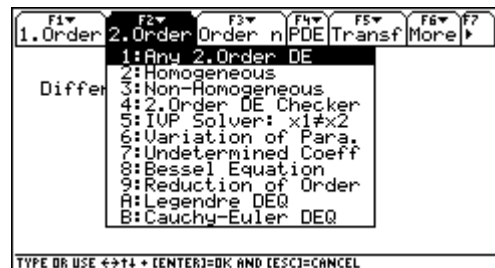 F1▾ F2▾ F3▾ F4▾ F5▾ F6▾ F7
1.Order 2.Order Order n PDE Transf More ▸
1:Any 2.Order DE
2:Homogeneous
Differ 3:Non-Homogeneous
4:2.Order DE Checker
5:IVP Solver: x1≠x2
6:Variation of Para.
7:Undetermined Coeff
8:Bessel Equation
9:Reduction of Order
A:Legendre DEQ
B:Cauchy-Euler DEQ
TYPE OR USE ←→↑↓ + [ENTER]=OK AND [ESC]=CANCEL